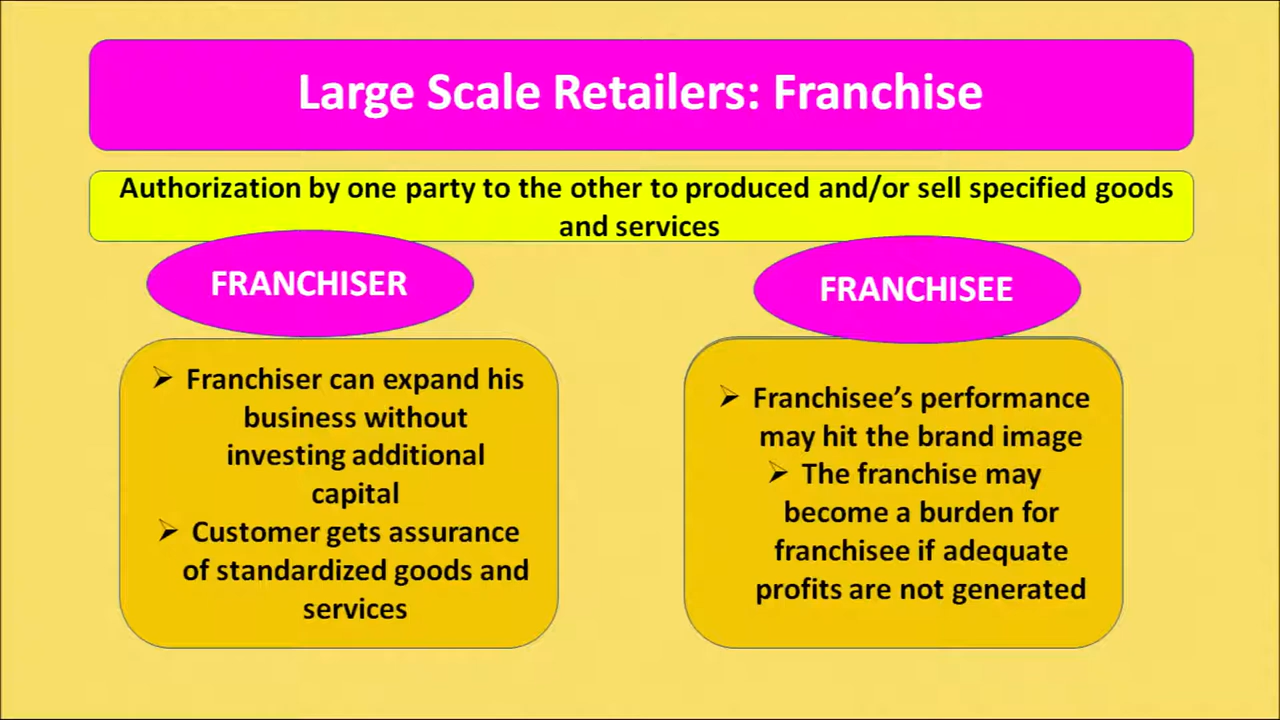 Large Scale Retailers: Franchise
Authorization by one party to the other to produced and/or sell specified goods
and services
FRANCHISER
➢ Franchiser can expand his
business without
investing additional
capital
➢ Customer gets assurance
of standardized goods and
services
FRANCHISEE
➢ Franchisee’s performance
may hit the brand image
➢ The franchise may
become a burden for
franchisee if adequate
profits are not generated